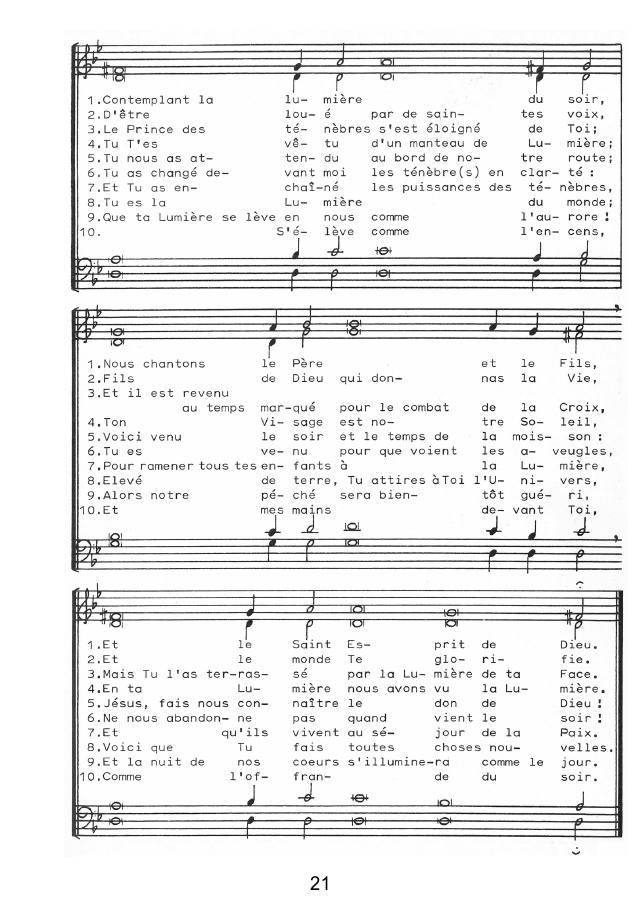 1.Contemplant la lu- mière du soir,
2.D'être lou- é par de sain- tes voix,
3.Le Prince des té- nèbres s'est éloigné de Toi;
4.Tu T'es vê- tu d'un manteau de Lu- mière;
5.Tu nous as at- ten- du au bord de no- tre route;
6.Tu as changé de- vant moi les ténèbre(s) en clar- té :
7.Et Tu as en- chaî-né les puissances des té- nèbres,
8.Tu es la Lu- mière du monde;
9.Que ta Lumière se lève en nous comme l'au- rore !
10. S'é- lève comme l'en- cens,
1.Nous chantons le Père et le Fils,
2.Fils de Dieu qui don- nas la Vie,
3.Et il est revenu
au temps mar-qué pour le combat de la Croix,
4.Ton Vi- sage est no- tre So- leil,
5.Voici venu le soir et le temps de la mois- son :
6.Tu es ve- nu pour que voient les a- veugles,
7.Pour ramener tous tes en- fants à la Lu- mière,
8.Elevé de terre, Tu attires à Toi l'U- ni- vers,
9.Alors notre pé- ché sera bien- tôt gué- ri,
10.Et mes mains de- vant Toi,
1.Et le Saint Es- prit de Dieu.
2.Et le monde Te glo- ri- fie.
3.Mais Tu l'as ter-ras- sé par la Lu- mière de ta Face.
4.En ta Lu- mière nous avons vu la Lu- mière.
5.Jésus, fais nous con- naître le don de Dieu !
6.Ne nous abandon- ne pas quand vient le soir !
7.Et qu'ils vivent au sé- jour de la Paix.
8.Voici que Tu fais toutes choses nou- velles.
9.Et la nuit de nos coeurs s'illumine-ra comme le jour.
10.Comme l'of- fran- de du soir.
21